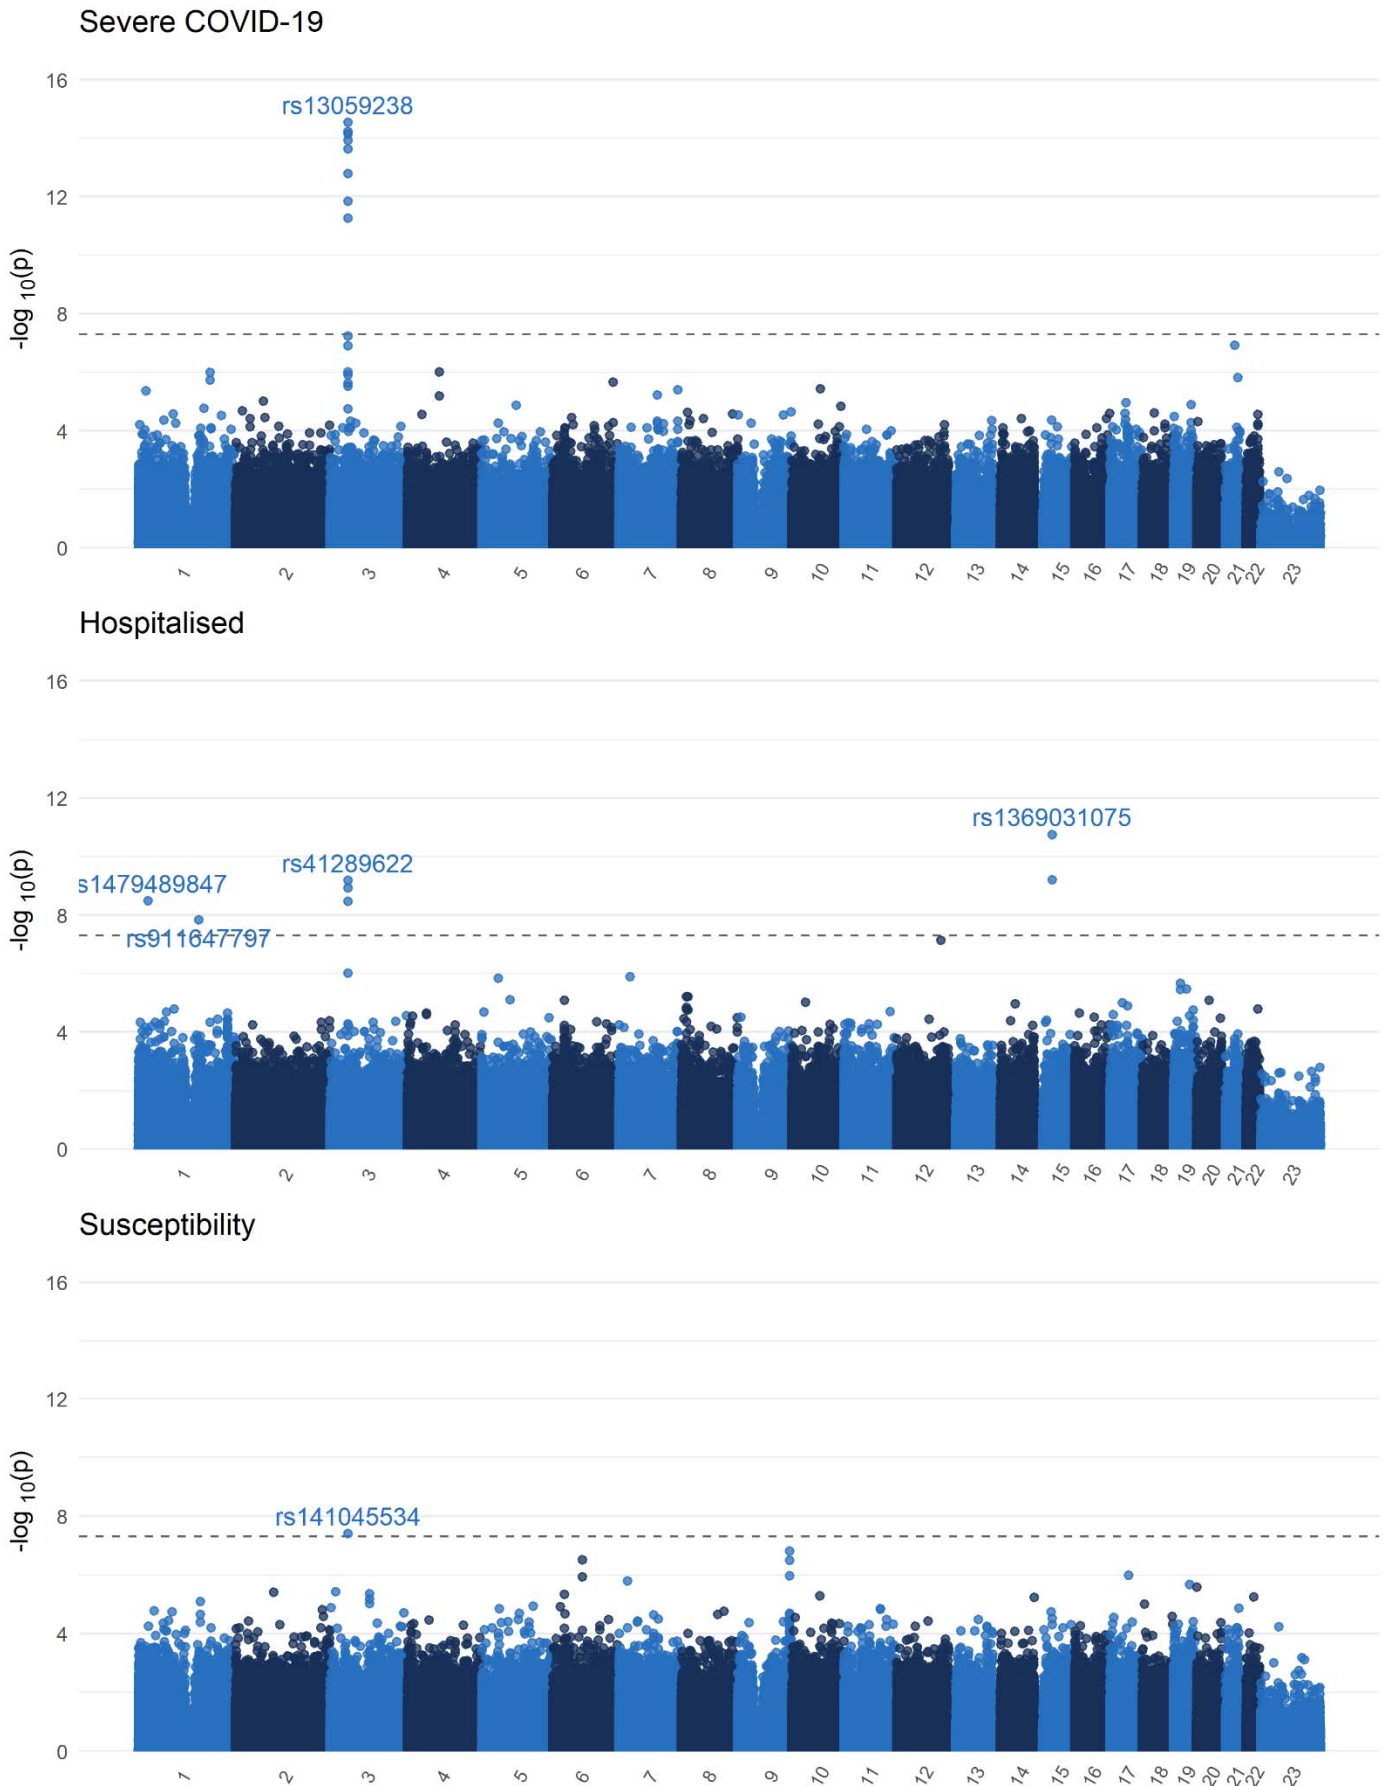 Severe COVID-19
16
rs13059238
12
8
4
0
-log 10(p)
1 2 3 4 5 6 7 8 9 10 11 12 13 14 15 16 17 18 19 20 21 22 23
Hospitalised
16
12
rs1369031075
rs41289622
s1479489847
8
rs911647797
4
0
-log 10(p)
1 2 3 4 5 6 7 8 9 10 11 12 13 14 15 16 17 18 19 20 21 22 23
Susceptibility
16
12
8
rs141045534
4
0
-log 10(p)
1 2 3 4 5 6 7 8 9 10 11 12 13 14 15 16 17 18 19 20 21 22 23